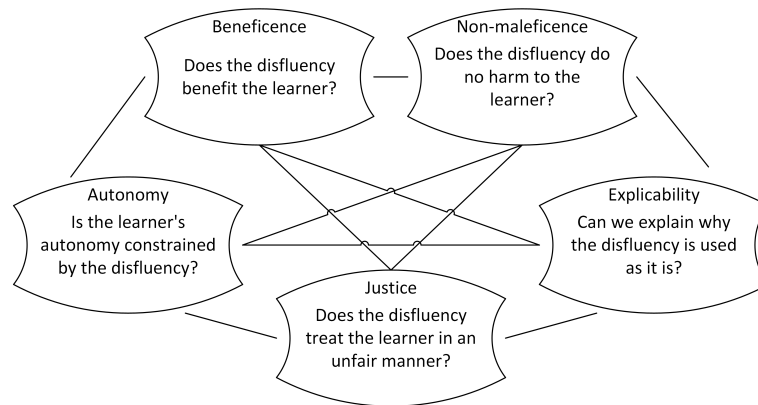 Beneficence
Does the disfluency
benefit the learner?
Non-maleficence
Does the disfluency do
no harm to the
learner?
Autonomy
Is the learner's
autonomy constrained
by the disfluency?
Explicability
Can we explain why
the disfluency is used
as it is?
Justice
Does the disfluency
treat the learner in an
unfair manner?